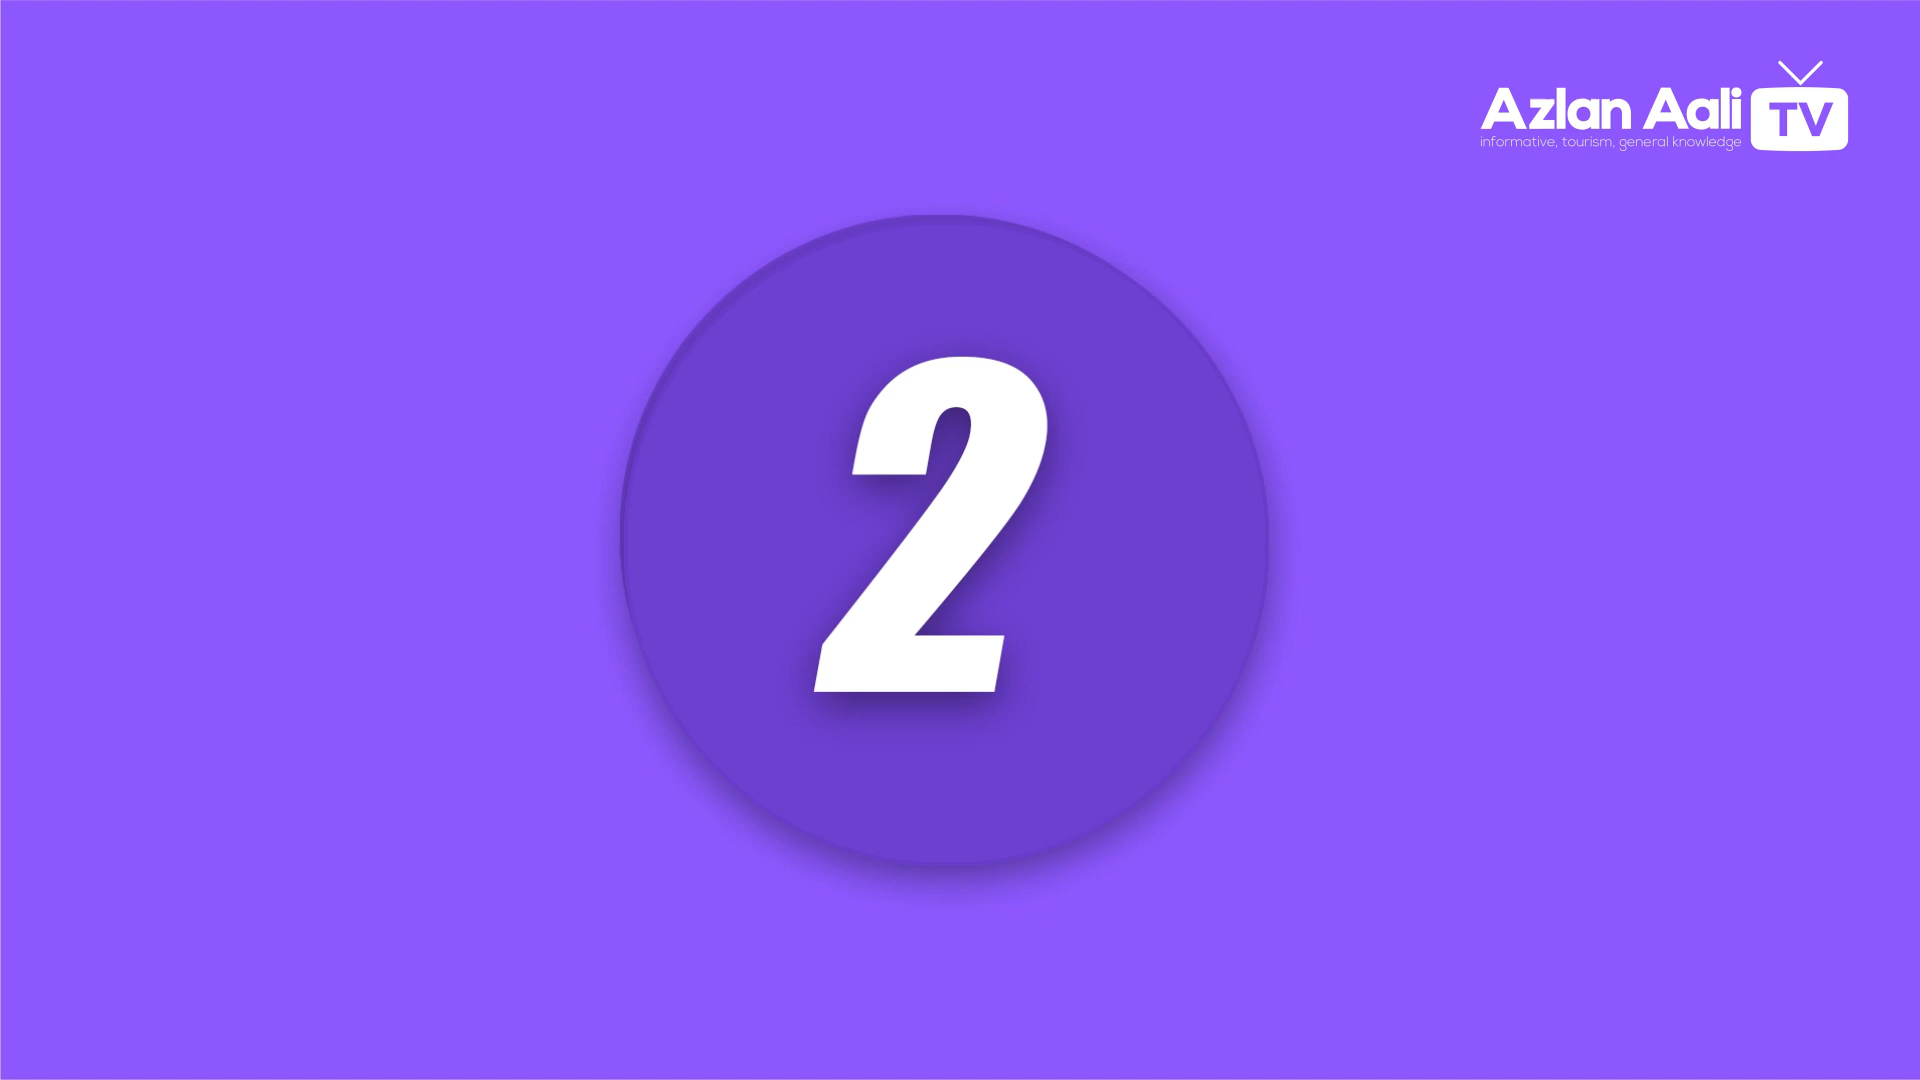 Azlan Aali TV
informative, tourism, general knowledge
2